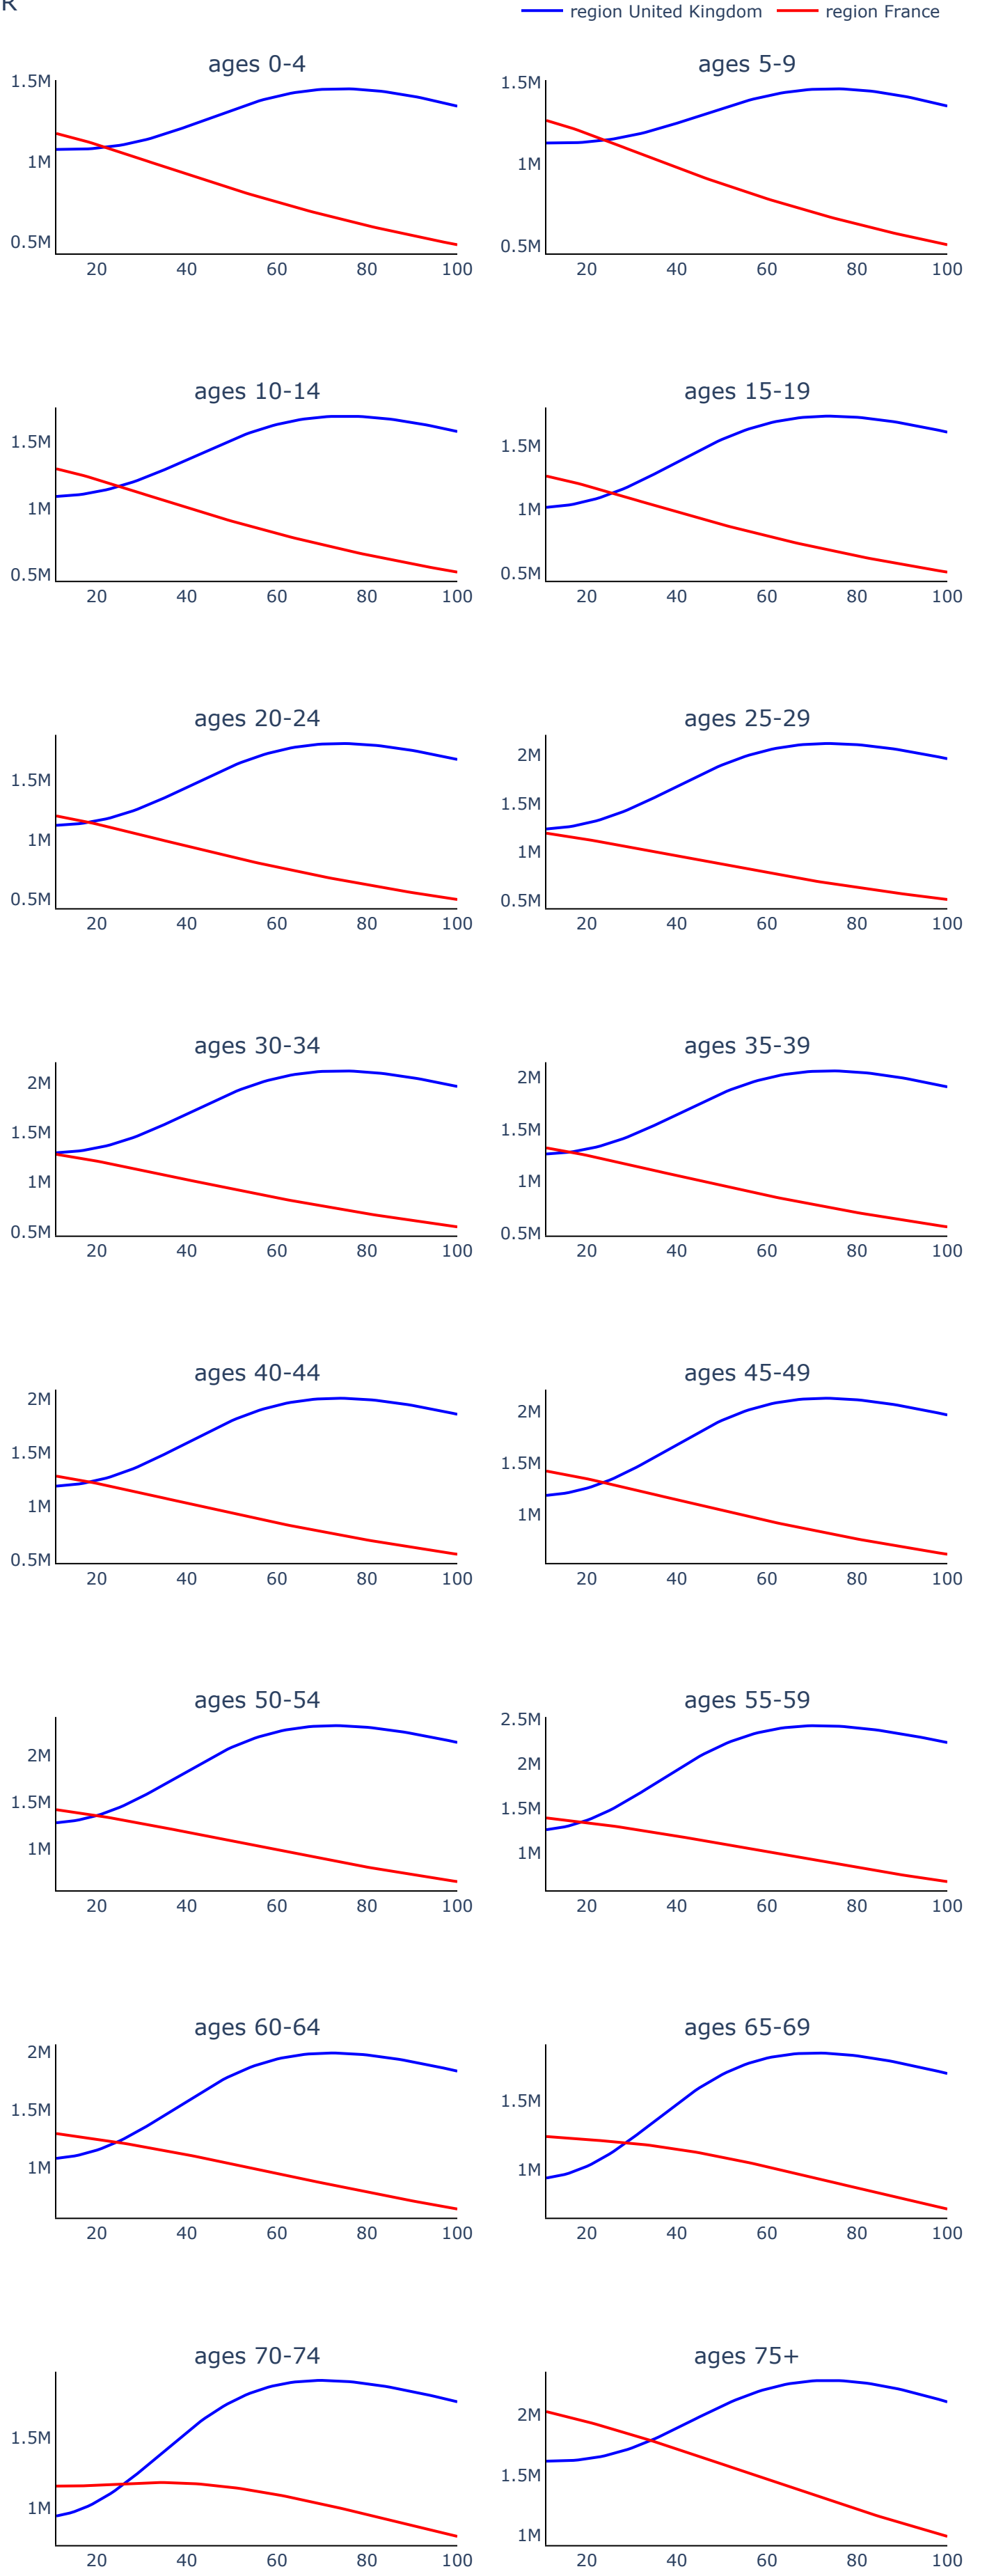 R
region United Kingdom region France
ages 0-4 ages 5-9
1.5M 1.5M
1M 1M
0.5M 0.5M
20 40 60 80 100 20 40 60 80 100
ages 10-14 ages 15-19
1.5M 1.5M
1M 1M
0.5M 0.5M
20 40 60 80 100 20 40 60 80 100
ages 20-24 ages 25-29
2M
1.5M 1.5M
1M 1M
0.5M 0.5M
20 40 60 80 100 20 40 60 80 100
ages 30-34 ages 35-39
2M 2M
1.5M 1.5M
1M 1M
0.5M 0.5M
20 40 60 80 100 20 40 60 80 100
ages 40-44 ages 45-49
2M 2M
1.5M 1.5M
1M 1M
0.5M
20 40 60 80 100 20 40 60 80 100
ages 50-54 ages 55-59
2.5M
2M 2M
1.5M 1.5M
1M 1M
20 40 60 80 100 20 40 60 80 100
ages 60-64 ages 65-69
2M
1.5M 1.5M
1M 1M
20 40 60 80 100 20 40 60 80 100
ages 70-74 ages 75+
2M
1.5M 1.5M
1M 1M
20 40 60 80 100 20 40 60 80 100